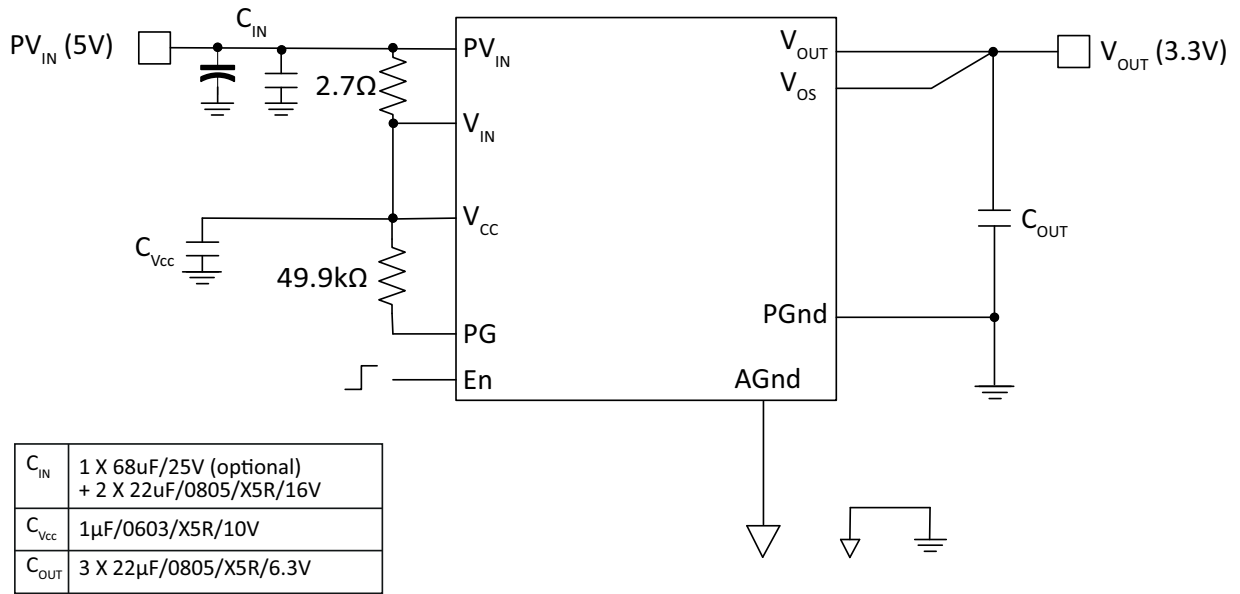 C_IN
PV_IN (5V)
PV_IN
V_OUT
V_OUT (3.3V)
2.7Ω
V_OS
V_IN
V_CC
C_Vcc
C_OUT
49.9kΩ
PGnd
PG
En
AGnd
C_IN 1 X 68uF/25V (optional)
+ 2 X 22uF/0805/X5R/16V
C_Vcc 1µF/0603/X5R/10V
C_OUT 3 X 22µF/0805/X5R/6.3V